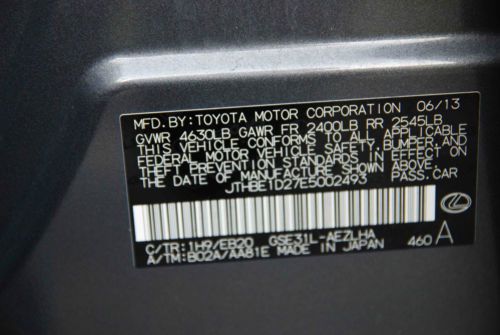 MFD.BY:TOYOTA MOTOR CORPORATION 06/13
GVWR 4630LB GAWR FR 2400LB RR 2545LB
THIS VEHICLE CONFORMS TO ALL APPLICABLE
FEDERAL MOTOR VEHICLE SAFETY, BUMPER, AND
THEFT PREVENTION STANDARDS IN EFFECT ON
THE DATE OF MANUFACTURE SHOWN ABOVE.
JTHBE1D27E5002493 PASS.CAR
C/TR:1H9/EB20 GSE31L-AEZLHA
A/TM:B02A/AA81E MADE IN JAPAN 460 A